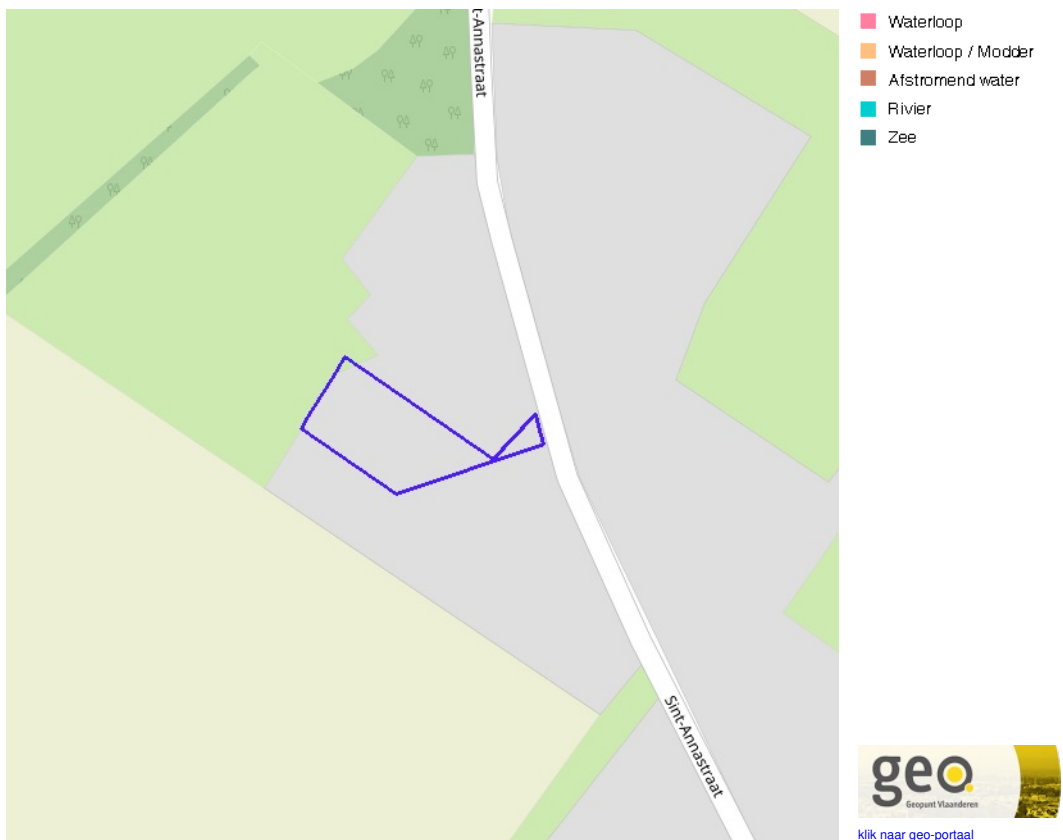 t-Annastraat
Sint-Annastraat
Waterloop
Waterloop / Modder
Afstromend water
Rivier
Zee
geo
Geopunt Vlaanderen
klik naar geo-portaal